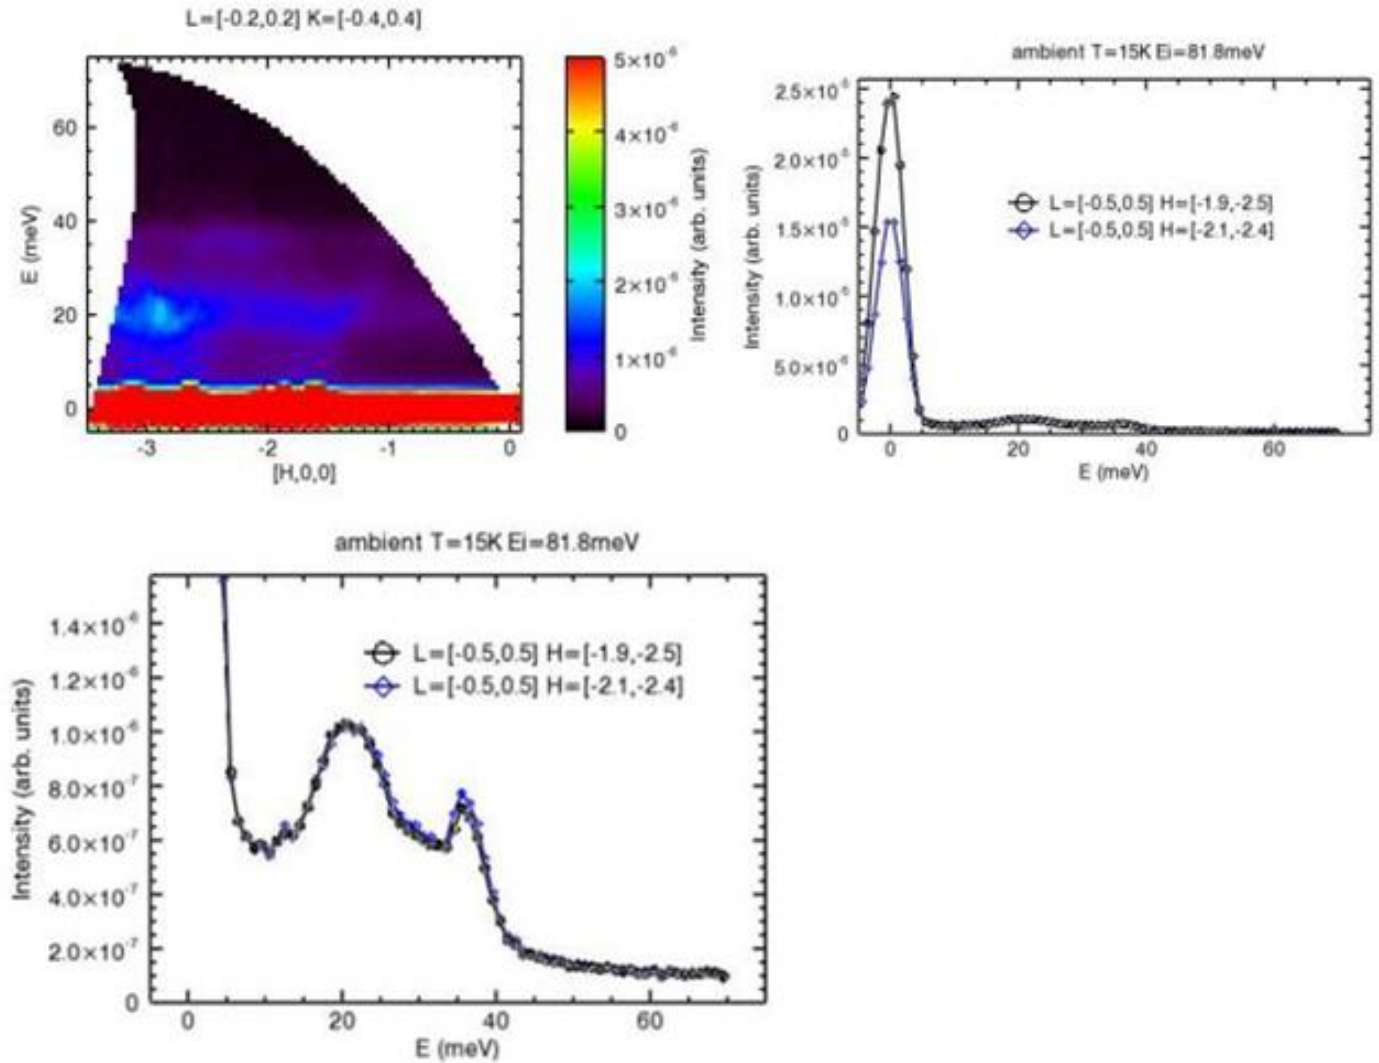 L=[-0.2,0.2] K=[-0.4,0.4]
60
40
20
0
E (meV)
-3 -2 -1 0
[H,0,0]
5×10⁻⁶
4×10⁻⁶
3×10⁻⁶
2×10⁻⁶
1×10⁻⁶
0
Intensity (arb. units)
ambient T=15K Ei=81.8meV
2.5×10⁻⁵
2.0×10⁻⁵
1.5×10⁻⁵
1.0×10⁻⁵
5.0×10⁻⁶
0
Intensity (arb. units)
L=[-0.5,0.5] H=[-1.9,-2.5]
L=[-0.5,0.5] H=[-2.1,-2.4]
0 20 40 60
E (meV)
ambient T=15K Ei=81.8meV
1.4×10⁻⁶
1.2×10⁻⁶
1.0×10⁻⁶
8.0×10⁻⁷
6.0×10⁻⁷
4.0×10⁻⁷
2.0×10⁻⁷
0
Intensity (arb. units)
L=[-0.5,0.5] H=[-1.9,-2.5]
L=[-0.5,0.5] H=[-2.1,-2.4]
0 20 40 60
E (meV)